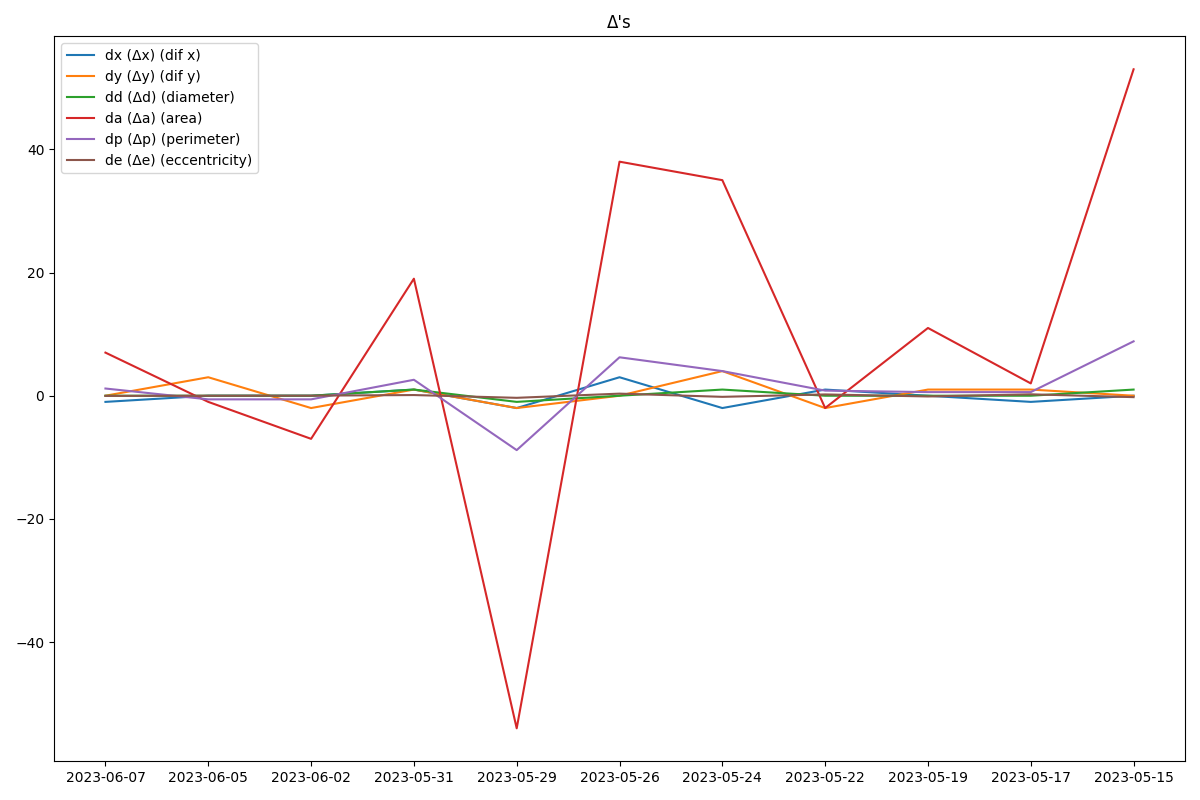 Δ's
dx (Δx) (dif x)
dy (Δy) (dif y)
dd (Δd) (diameter)
da (Δa) (area)
dp (Δp) (perimeter)
de (Δe) (eccentricity)
40
20
0
−20
−40
2023-06-07 2023-06-05 2023-06-02 2023-05-31 2023-05-29 2023-05-26 2023-05-24 2023-05-22 2023-05-19 2023-05-17 2023-05-15